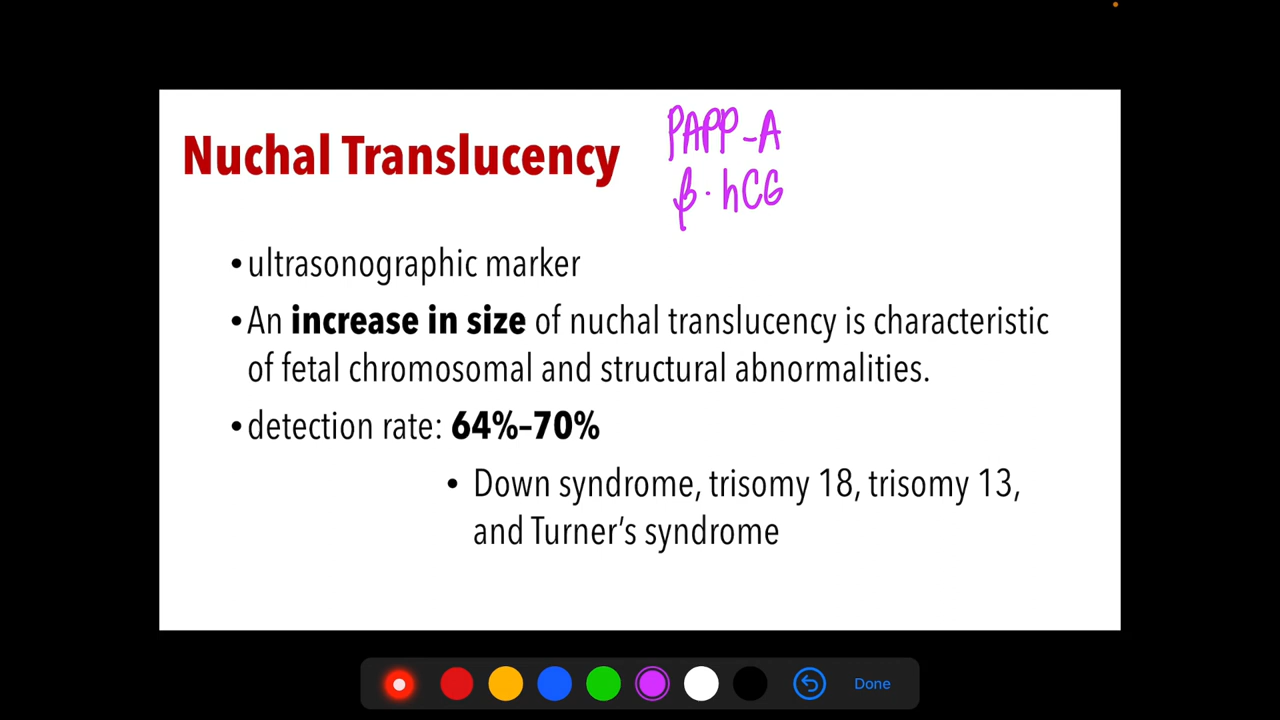 Nuchal Translucency
PAPP-A
β-hCG
•ultrasonographic marker
•An increase in size of nuchal translucency is characteristic
of fetal chromosomal and structural abnormalities.
•detection rate: 64%–70%
• Down syndrome, trisomy 18, trisomy 13,
and Turner’s syndrome
Done